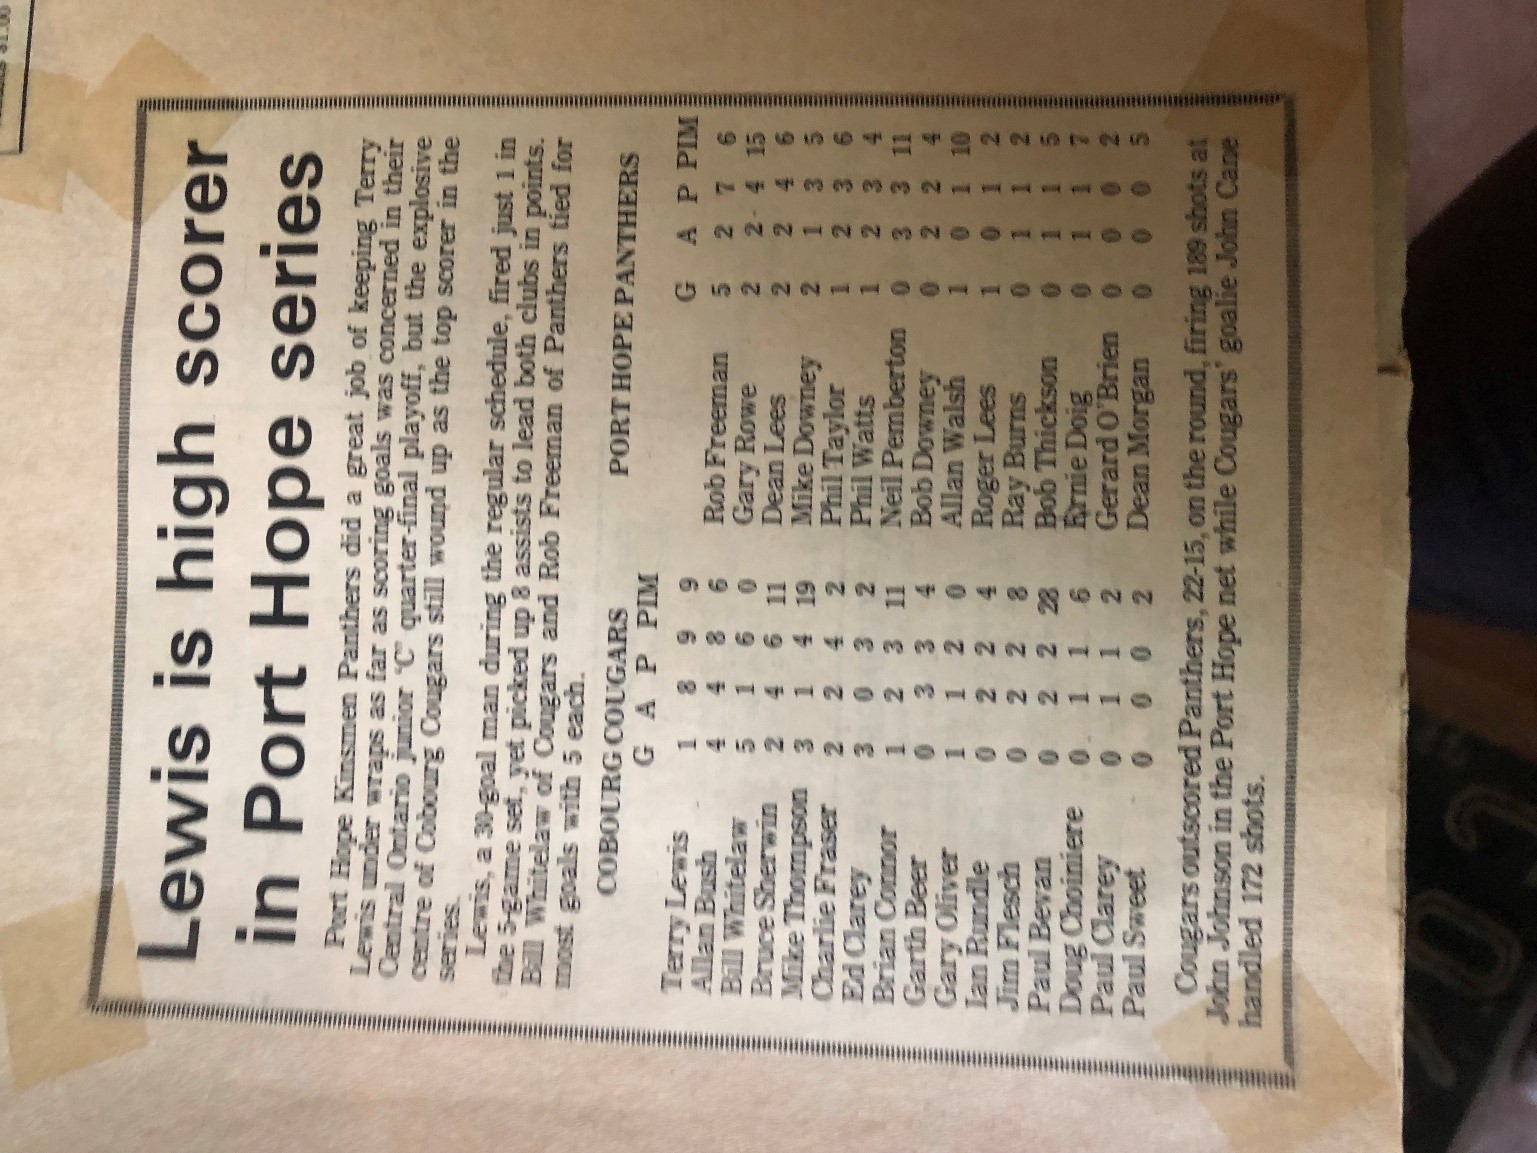 Lewis is high scorer
in Port Hope series
Port Hope Kinsmen Panthers did a great job of keeping Terry
Lewis under wraps as far as scoring goals was concerned in their
Central Ontario junior 'C' quarter-final playoff, but the explosive
centre of Cobourg Cougars still wound up as the top scorer in the
series.
Lewis, a 30-goal man during the regular schedule, fired just 1 in
the 5-game set, yet picked up 8 assists to lead both clubs in points.
Bill Whitelaw of Cougars and Rob Freeman of Panthers tied for
most goals with 5 each.
COBOURG COUGARS
G A P PIM
Terry Lewis 1 8 9 9
Allan Bush 4 4 8 6
Bill Whitelaw 5 1 6 0
Bruce Sherwin 2 4 6 11
Mike Thompson 3 1 4 19
Charlie Fraser 2 2 4 2
Ed Clarey 3 0 3 2
Brian Connor 1 2 3 11
Garth Beer 0 3 3 4
Gary Oliver 1 1 2 0
Ian Rundle 0 2 2 4
Jim Flesch 0 2 2 8
Paul Bevan 0 2 2 28
Doug Choiniere 0 1 1 6
Paul Clarey 0 1 1 2
Paul Sweet 0 0 0 2
PORT HOPE PANTHERS
G A P PIM
Rob Freeman 5 2 7 6
Gary Rowe 2 2 4 15
Dean Lees 2 2 4 6
Mike Downey 2 1 3 5
Phil Taylor 1 2 3 6
Phil Watts 1 2 3 4
Neil Pemberton 0 3 3 11
Bob Downey 0 2 2 4
Allan Walsh 1 0 1 10
Roger Lees 1 0 1 2
Ray Burns 0 1 1 2
Bob Thickson 0 1 1 5
Ernie Doig 0 1 1 7
Gerard O'Brien 0 0 0 2
Dean Morgan 0 0 0 5
Cougars outscored Panthers, 22-15, on the round, firing 189 shots at
John Johnson in the Port Hope net while Cougars' goalie John Cane
handled 172 shots.
$1.00